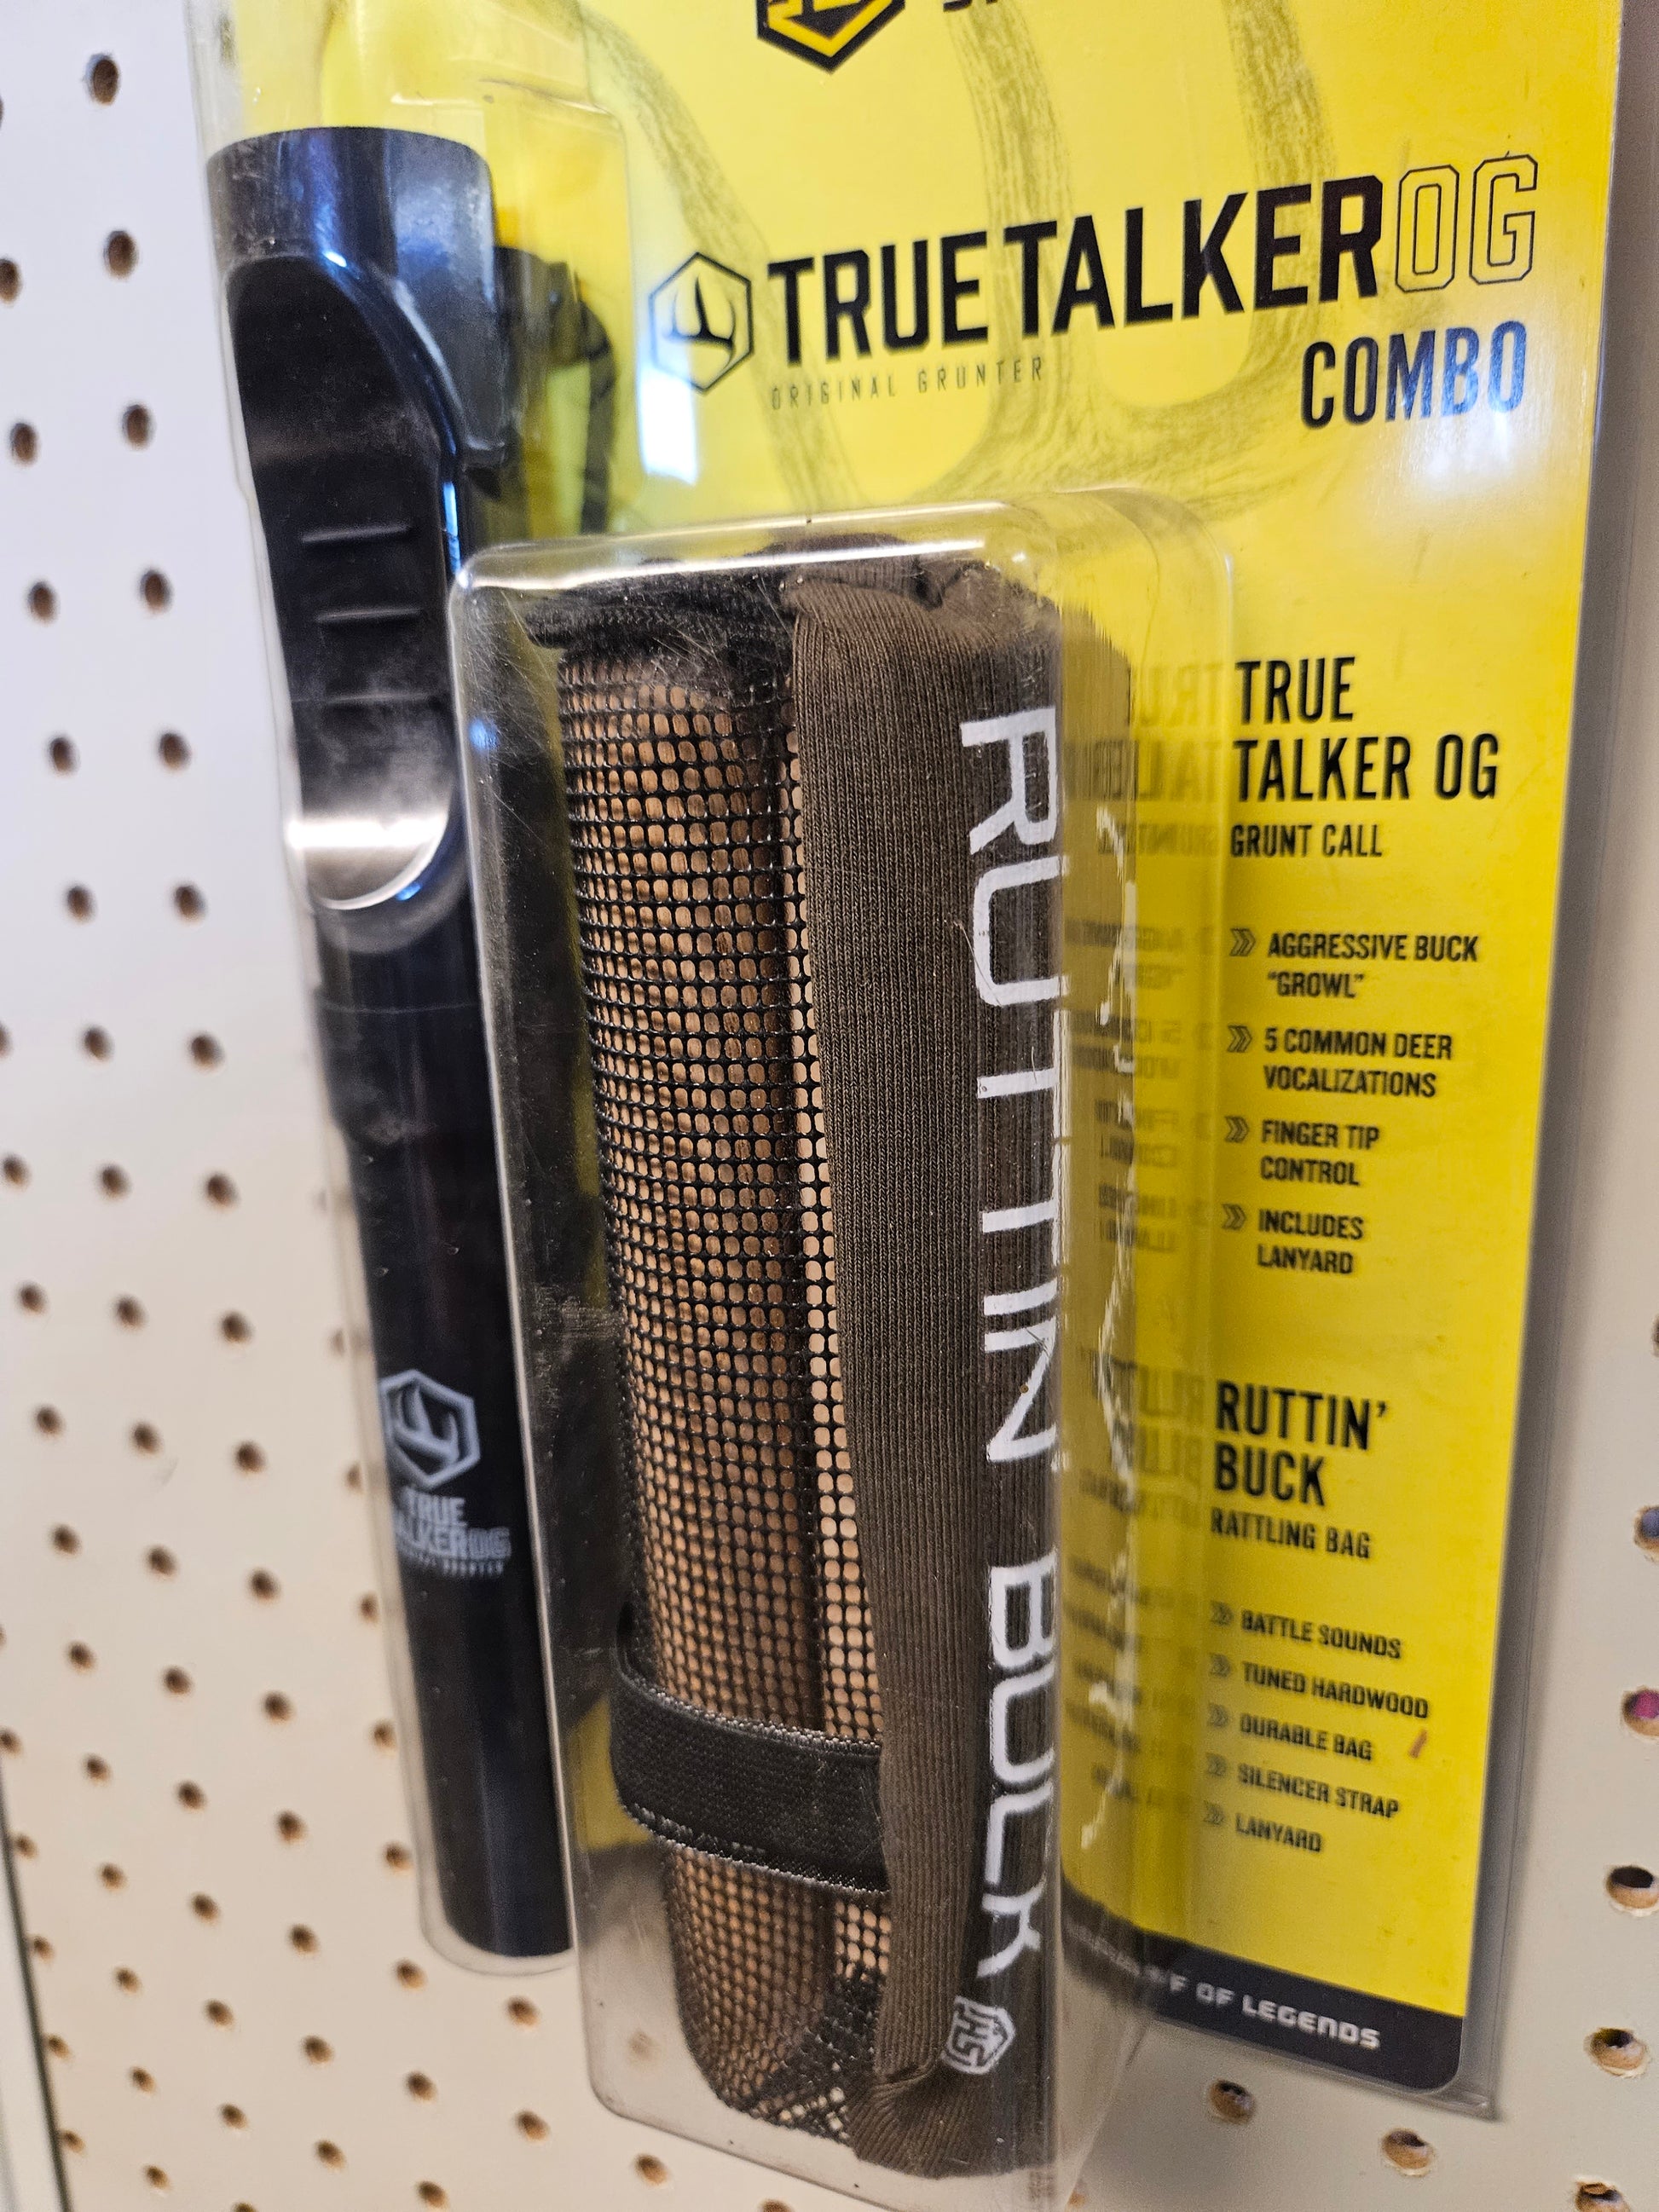 TRUE TALKER OG
ORIGINAL GRUNTER
COMBO
TRUE
TALKER OG
GRUNT CALL
AGGRESSIVE BUCK
"GROWL"
5 COMMON DEER
VOCALIZATIONS
FINGER TIP
CONTROL
INCLUDES
LANYARD
RUTTIN'
BUCK
RATTLING BAG
BATTLE SOUNDS
TUNED HARDWOOD
DURABLE BAG
SILENCER STRAP
LANYARD
OF LEGENDS
RUTTIN BUCK
HS
TRUE
TALKER OG